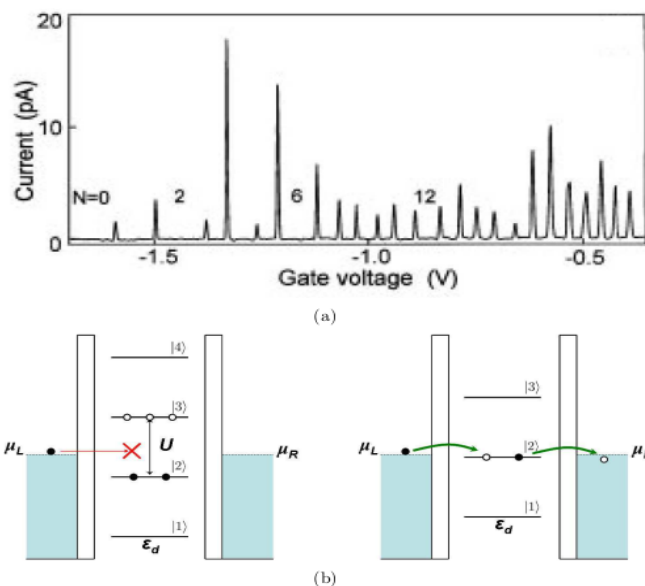 20
10
0
Current (pA)
N=0 2 6 12
-1.5 -1.0 -0.5
Gate voltage (V)
(a)
|4⟩
|3⟩
μL
U
μR
|2⟩
|1⟩
εd
|3⟩
μL
|2⟩
|1⟩
εd
(b)